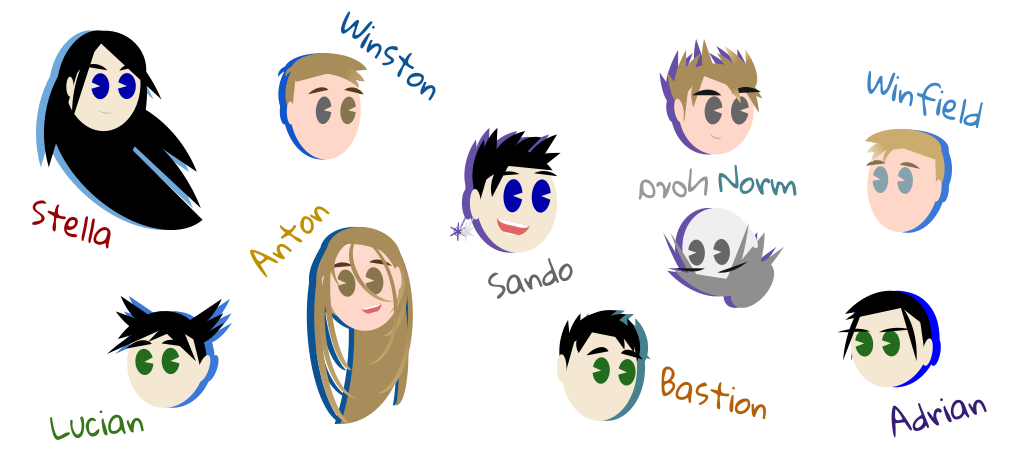 Winston
Winfield
Norm
Stella
Anton
Sando
Bastion
Lucian
Adrian